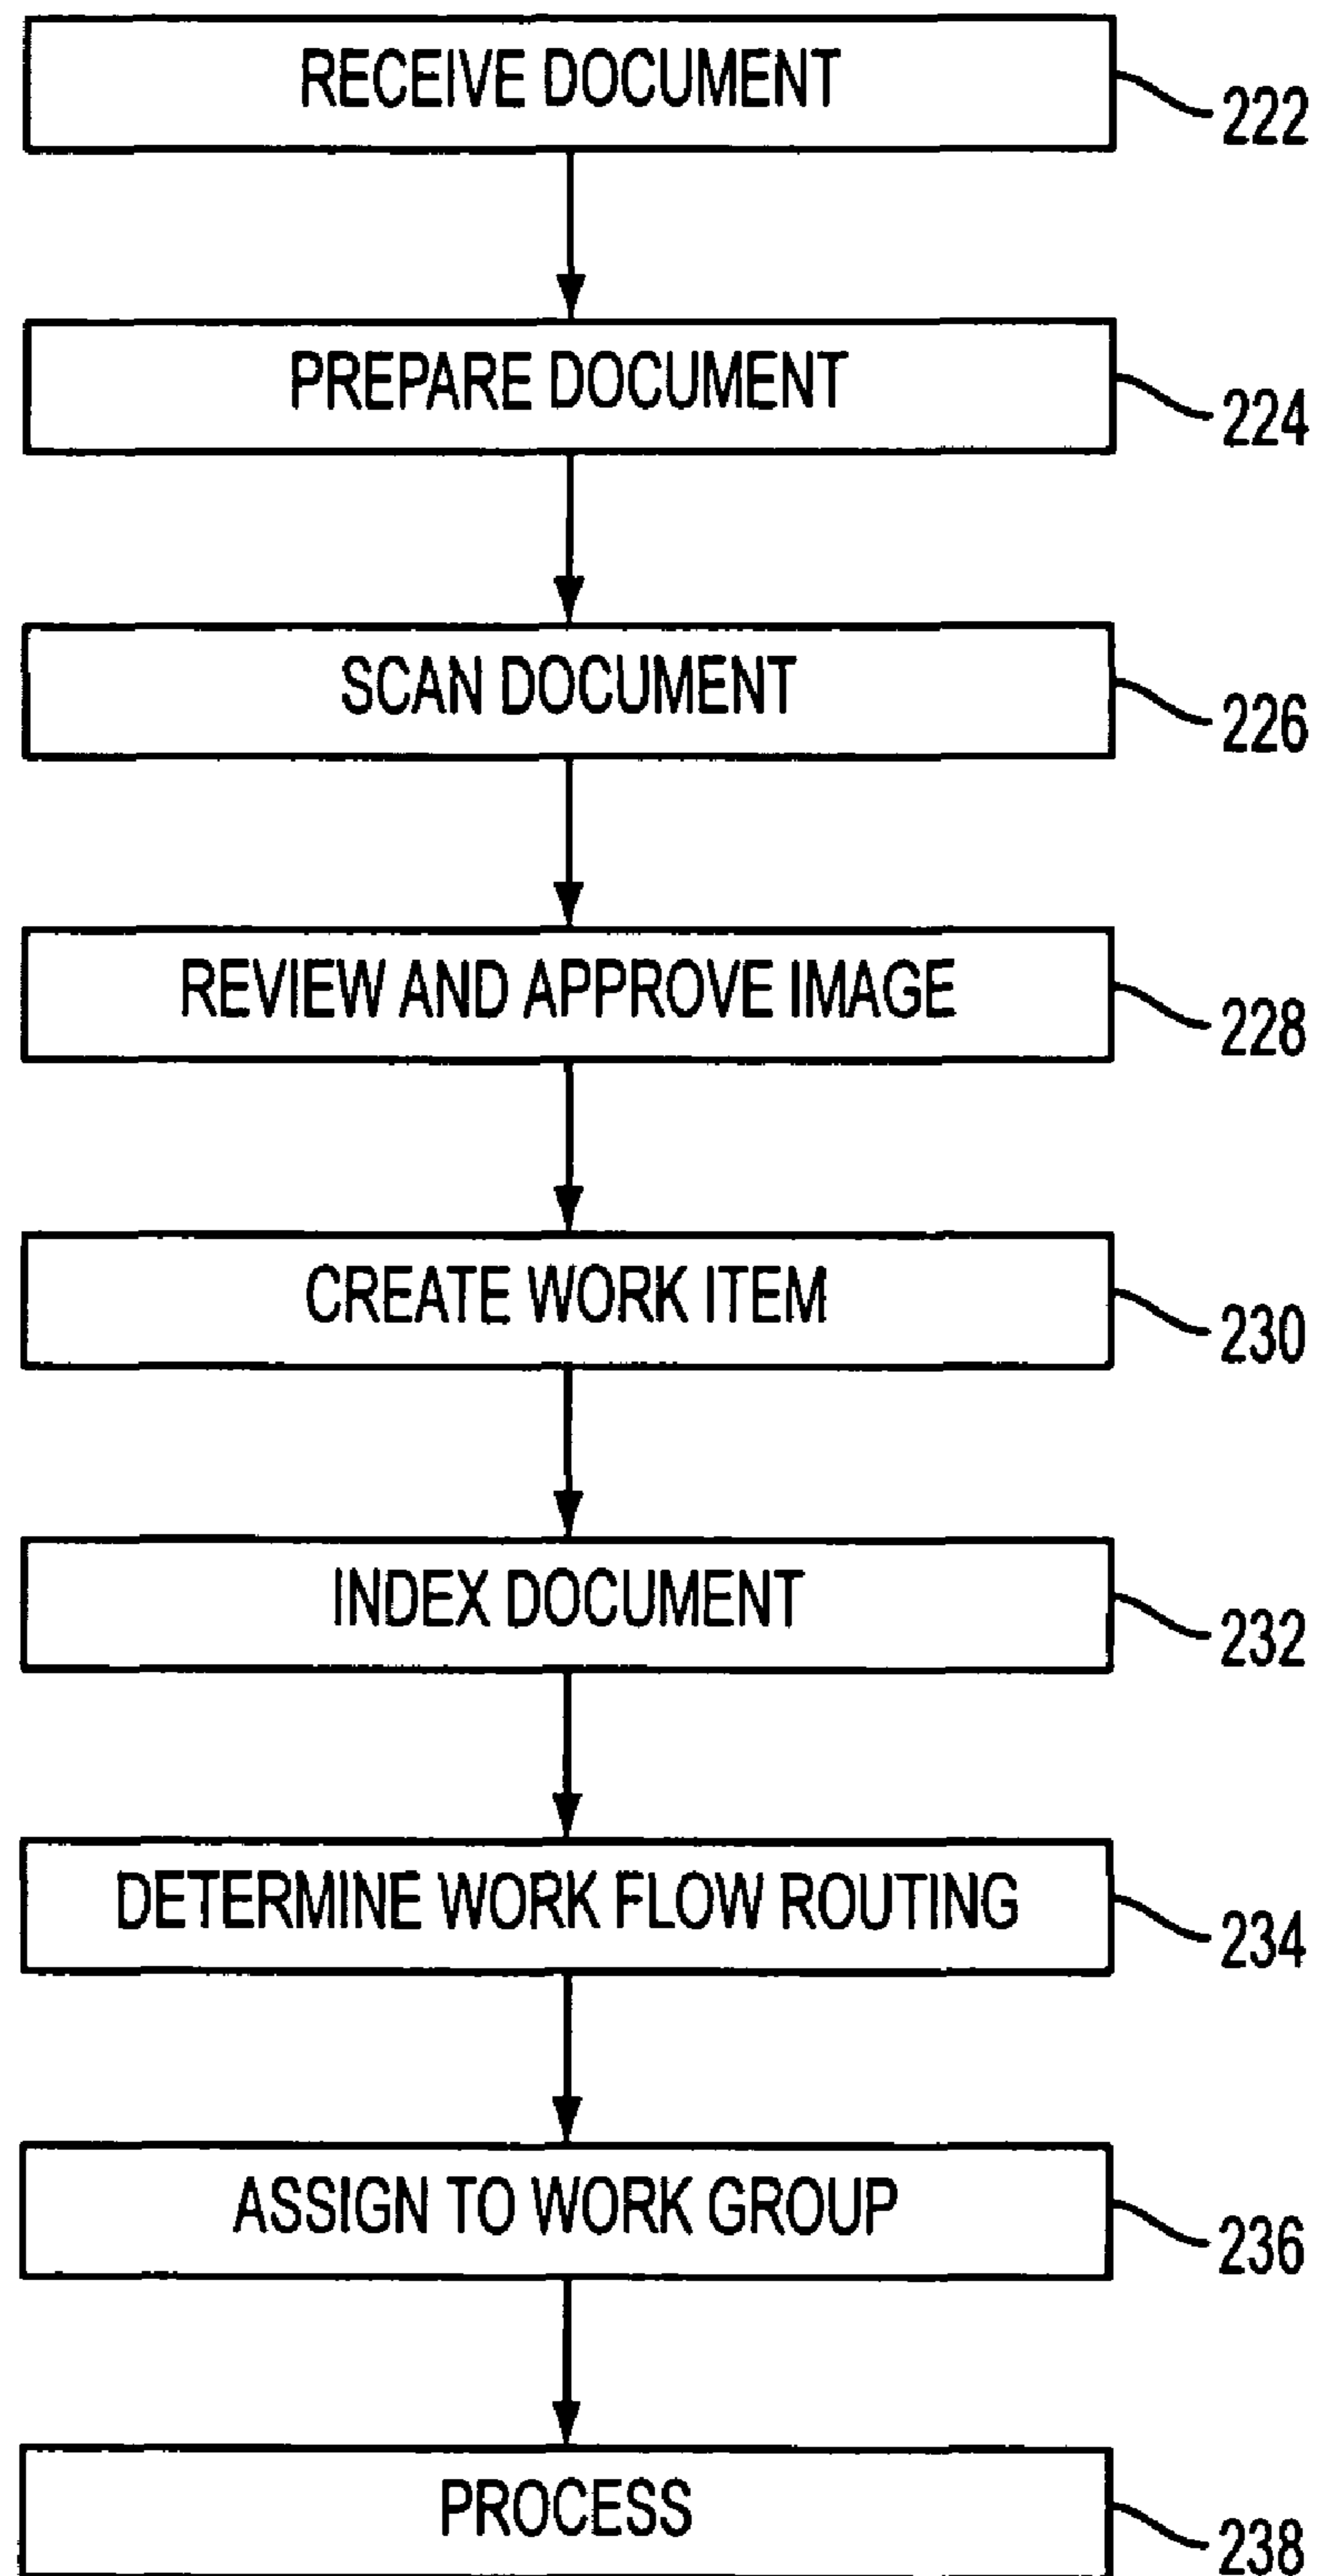 RECEIVE DOCUMENT
222
PREPARE DOCUMENT
224
SCAN DOCUMENT
226
REVIEW AND APPROVE IMAGE
228
CREATE WORK ITEM
230
INDEX DOCUMENT
232
DETERMINE WORK FLOW ROUTING
234
ASSIGN TO WORK GROUP
236
PROCESS
238